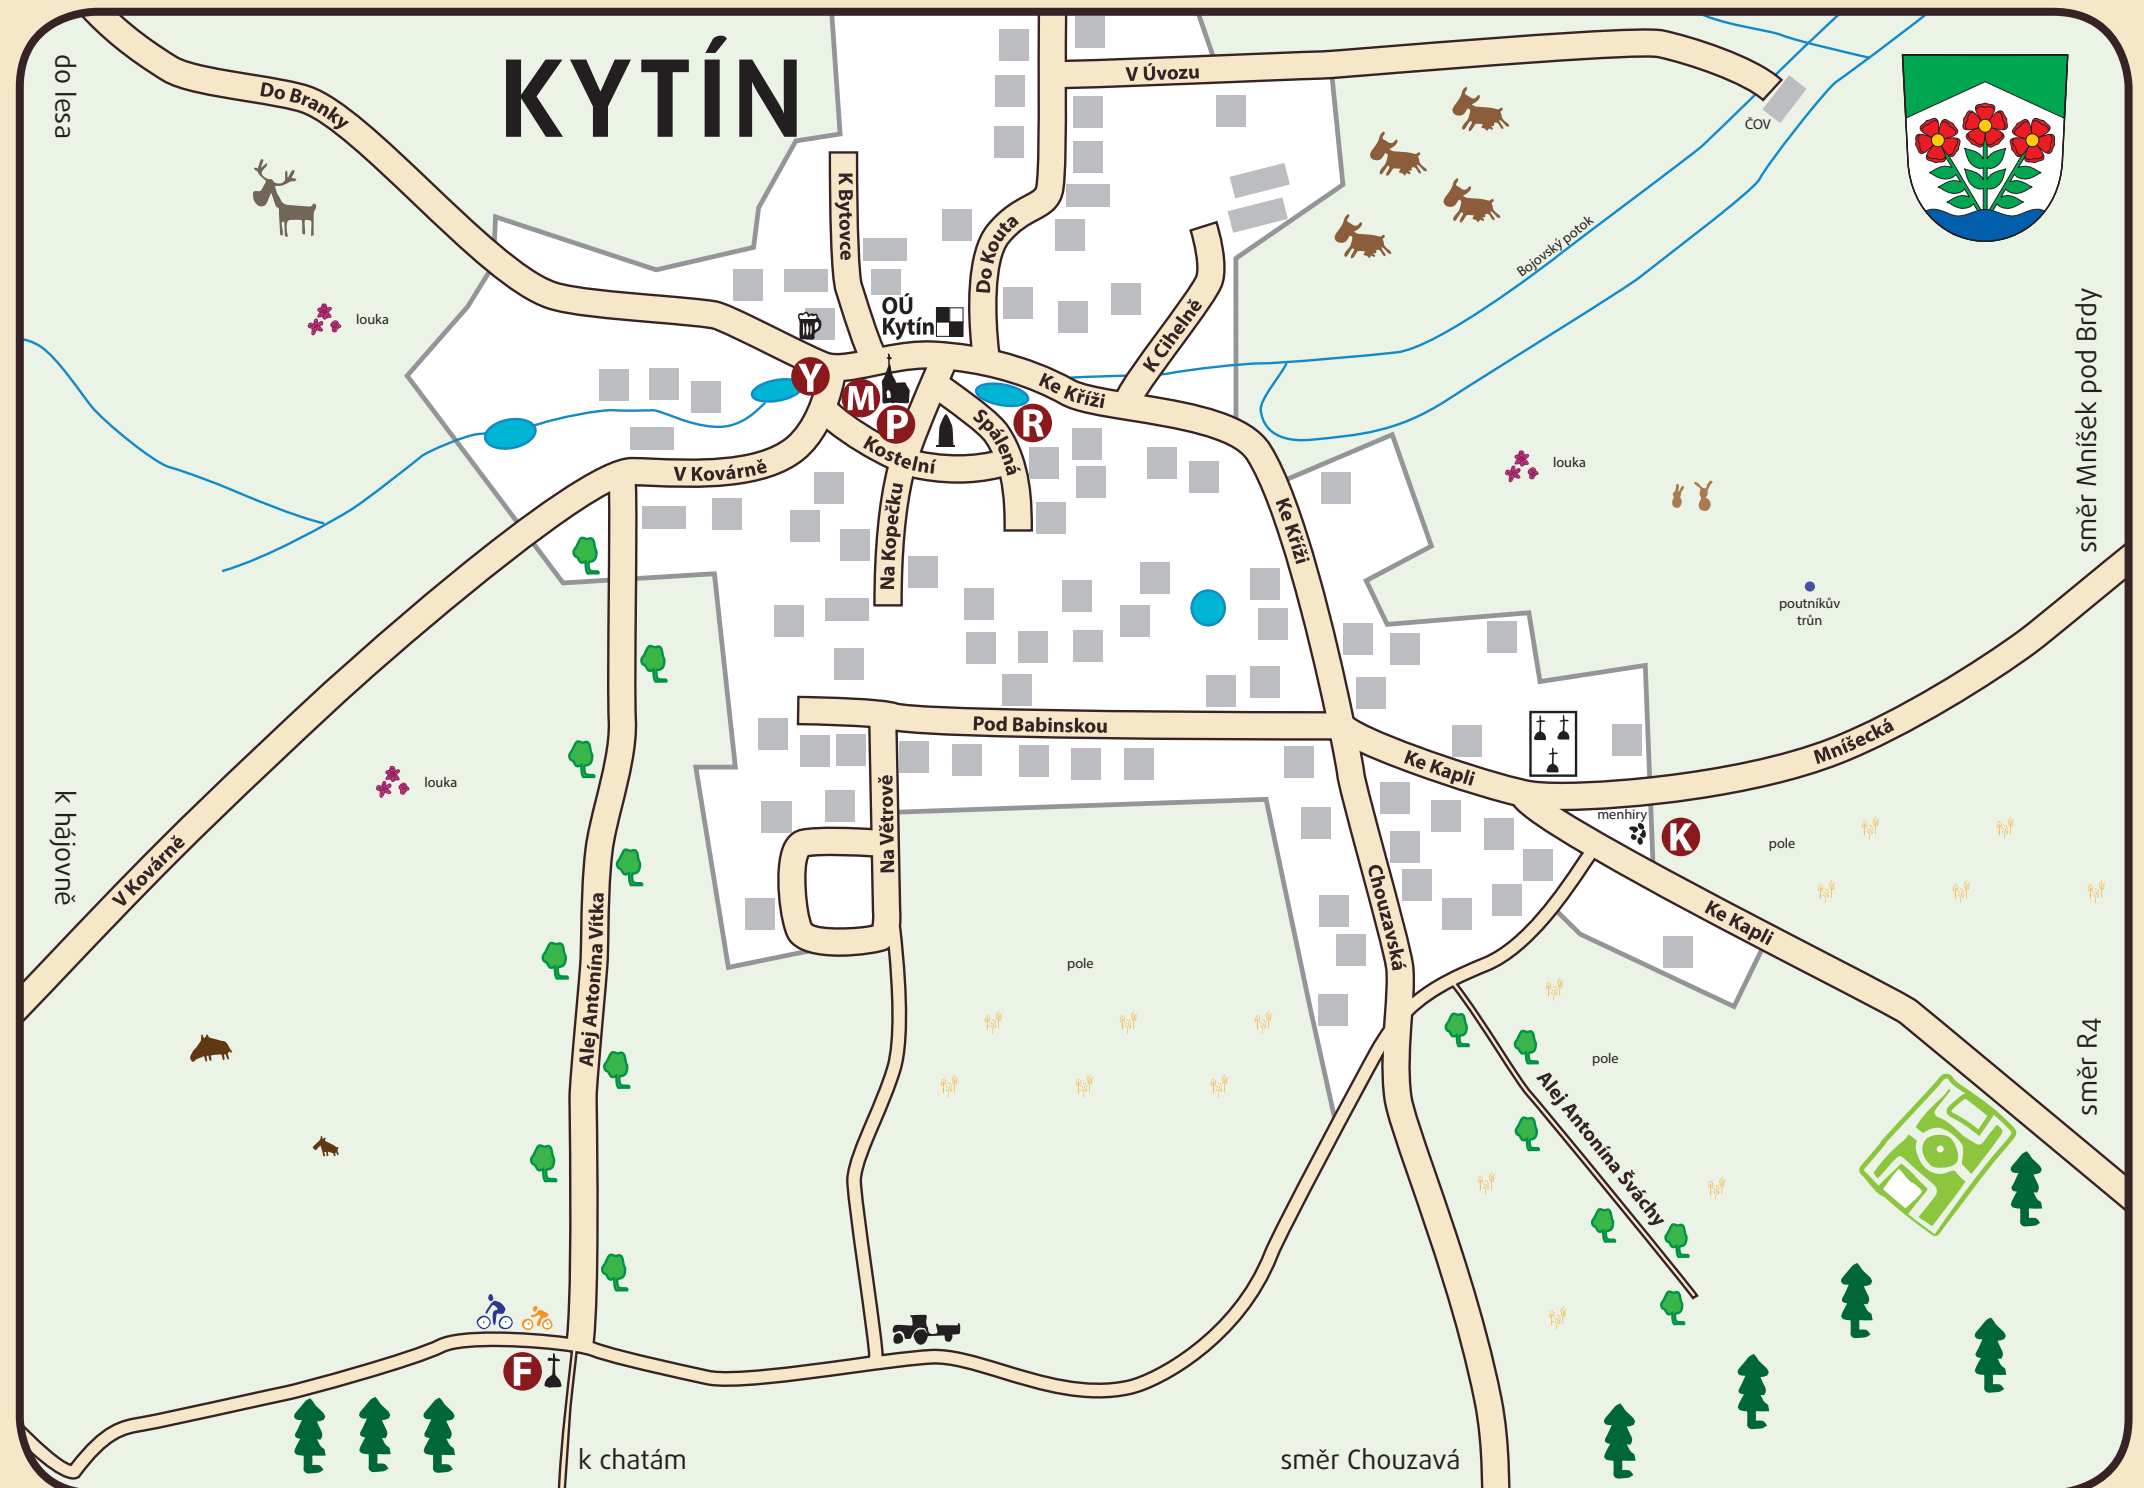 KYTÍN
do lesa
Do Branky
V Úvozu
ČOV
K Bytovce
Do Kouta
Bojovský potok
směr Mníšek pod Brdy
louka
OÚ
Kytín
K Cihelně
Y
M
P
R
Ke Kříži
Spálená
Kostelní
V Kovárně
louka
Na Kopečku
Ke Kříži
poutníkův
trůn
Pod Babinskou
Mníšecká
Ke Kapli
louka
k hájovně
V Kovárně
Na Větrově
menhiry
K
pole
Chouzavská
Ke Kapli
Alej Antonína Vítka
pole
směr R4
pole
Alej Antonína Šváchy
F
k chatám
směr Chouzavá